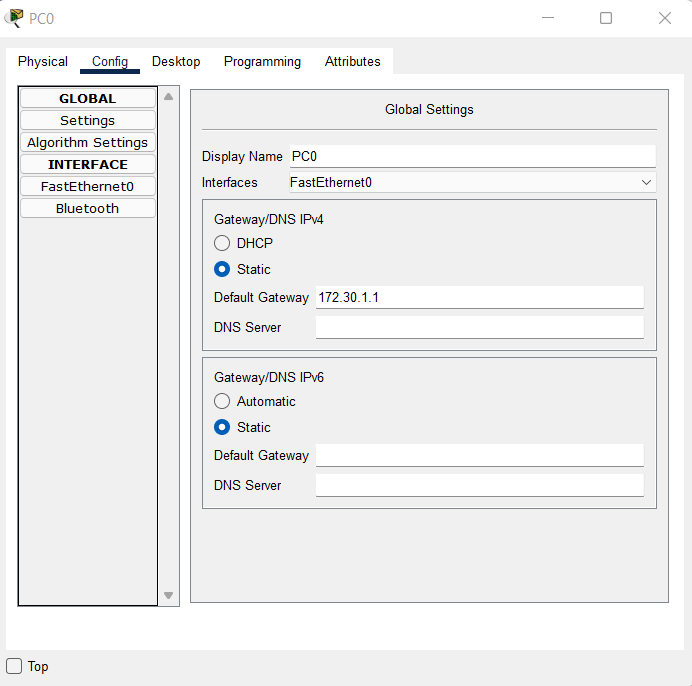 PC0
Physical Config Desktop Programming Attributes
GLOBAL
Settings
Algorithm Settings
INTERFACE
FastEthernet0
Bluetooth
Global Settings
Display Name PC0
Interfaces FastEthernet0
Gateway/DNS IPv4
DHCP
Static
Default Gateway 172.30.1.1
DNS Server
Gateway/DNS IPv6
Automatic
Static
Default Gateway
DNS Server
Top